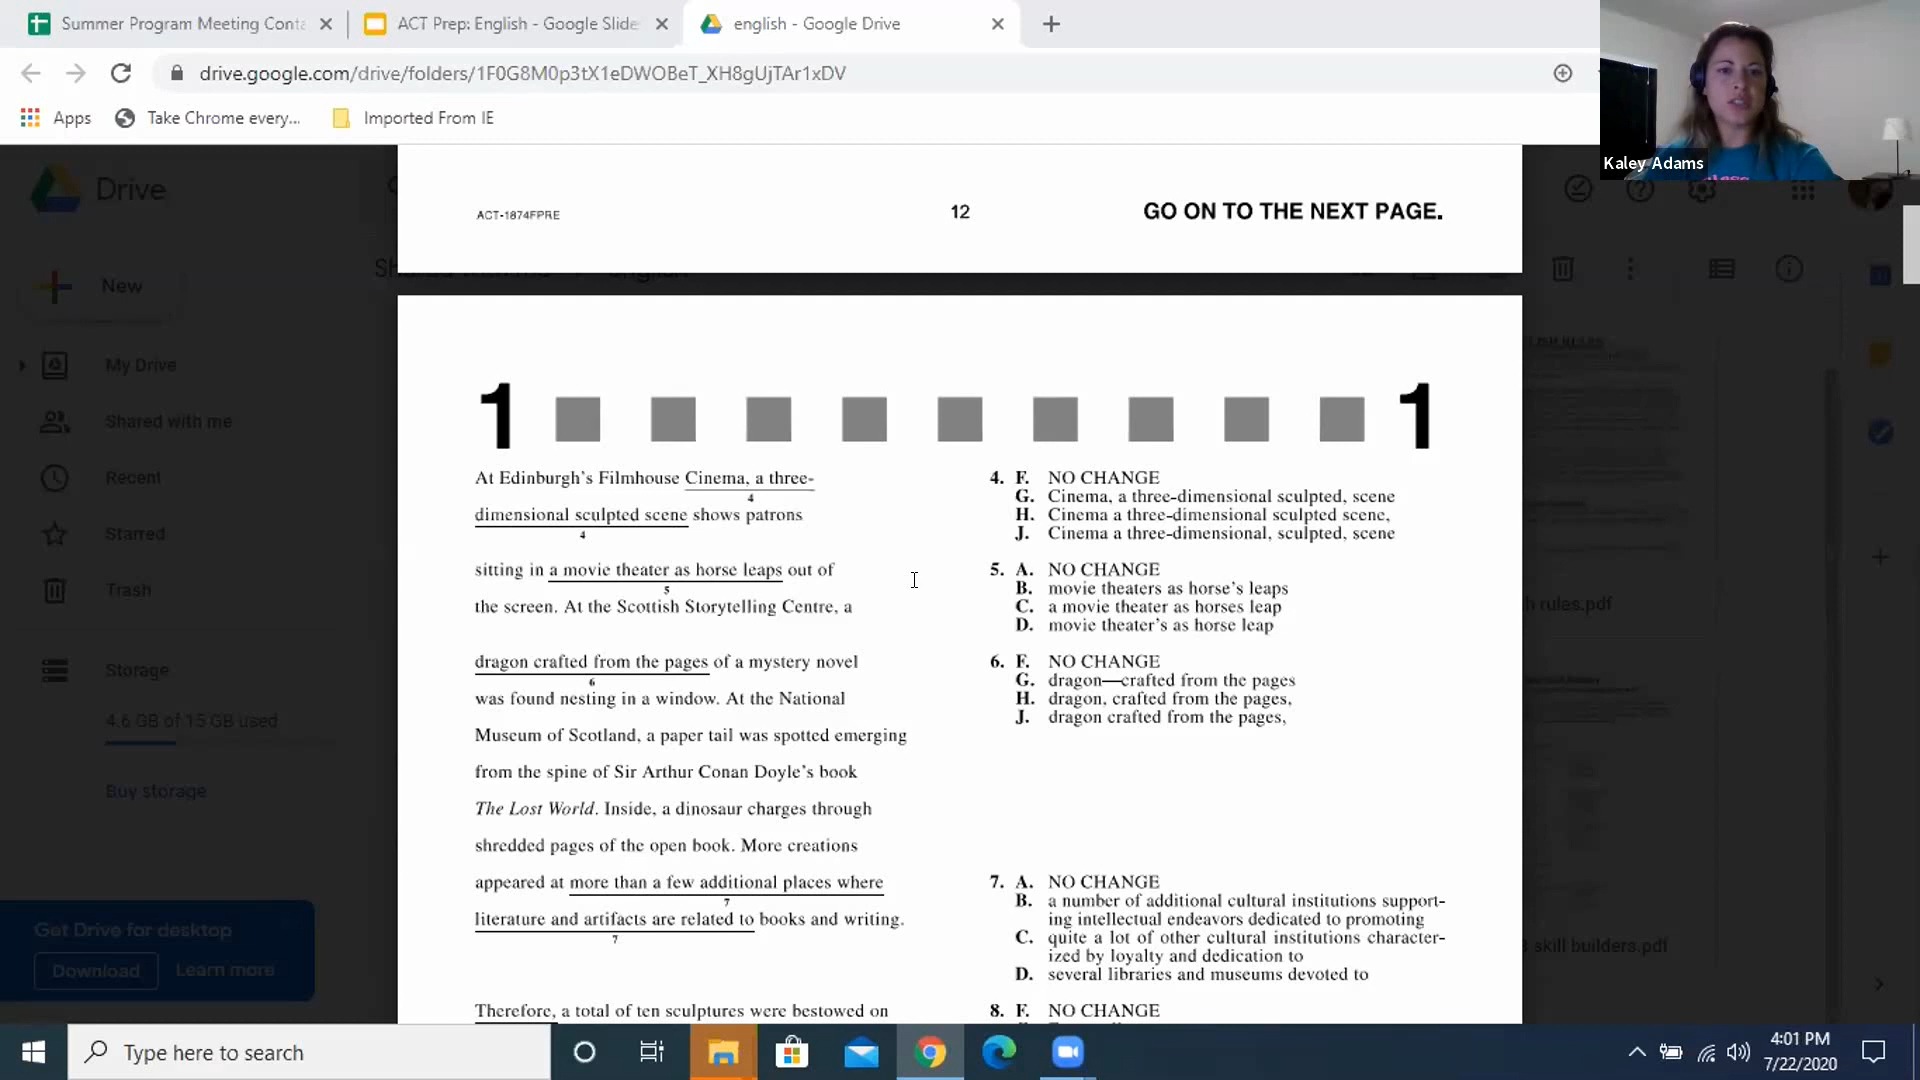 Summer Program Meeting Conta
ACT Prep: English - Google Slide
english - Google Drive
drive.google.com/drive/folders/1F0G8M0p3tX1eDWOBeT_XH8gUjTAr1xDV
Apps
Take Chrome every...
Imported From IE
Kaley Adams
Drive
ACT-1874FPRE
12
GO ON TO THE NEXT PAGE.
New
My Drive
Shared with me
Recent
Starred
Trash
Storage
4.6 GB of 15 GB used
Buy storage
Get Drive for desktop
Download
Learn more
1
1
At Edinburgh's Filmhouse Cinema, a three-
4
dimensional sculpted scene shows patrons
4
sitting in a movie theater as horse leaps out of
5
the screen. At the Scottish Storytelling Centre, a
dragon crafted from the pages of a mystery novel
6
was found nesting in a window. At the National
Museum of Scotland, a paper tail was spotted emerging
from the spine of Sir Arthur Conan Doyle's book
The Lost World. Inside, a dinosaur charges through
shredded pages of the open book. More creations
appeared at more than a few additional places where
7
literature and artifacts are related to books and writing.
7
Therefore, a total of ten sculptures were bestowed on
4. F. NO CHANGE
G. Cinema, a three-dimensional sculpted, scene
H. Cinema a three-dimensional sculpted scene,
J. Cinema a three-dimensional, sculpted, scene
5. A. NO CHANGE
B. movie theaters as horse's leaps
C. a movie theater as horses leap
D. movie theater's as horse leap
6. F. NO CHANGE
G. dragon—crafted from the pages
H. dragon, crafted from the pages,
J. dragon crafted from the pages,
7. A. NO CHANGE
B. a number of additional cultural institutions support-
ing intellectual endeavors dedicated to promoting
C. quite a lot of other cultural institutions character-
ized by loyalty and dedication to
D. several libraries and museums devoted to
8. F. NO CHANGE
rules.pdf
skill builders.pdf
Type here to search
4:01 PM
7/22/2020